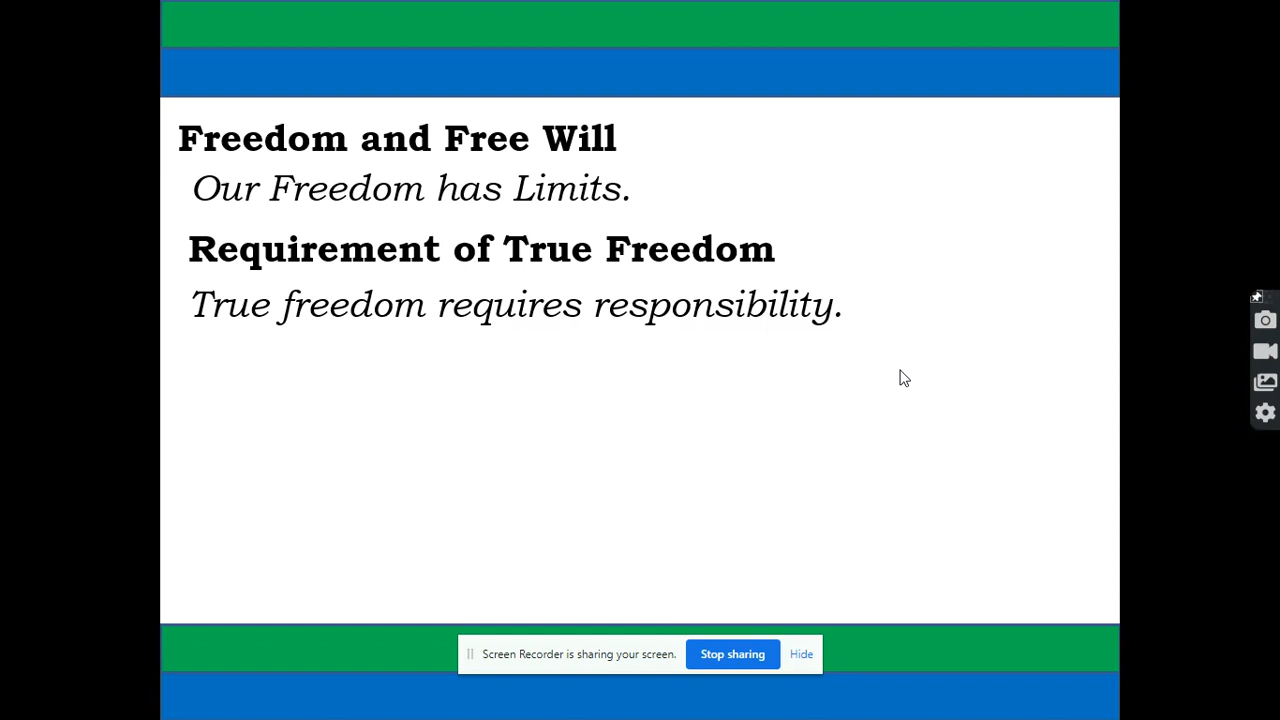 Freedom and Free Will
Our Freedom has Limits.
Requirement of True Freedom
True freedom requires responsibility.
Screen Recorder is sharing your screen. Stop sharing Hide